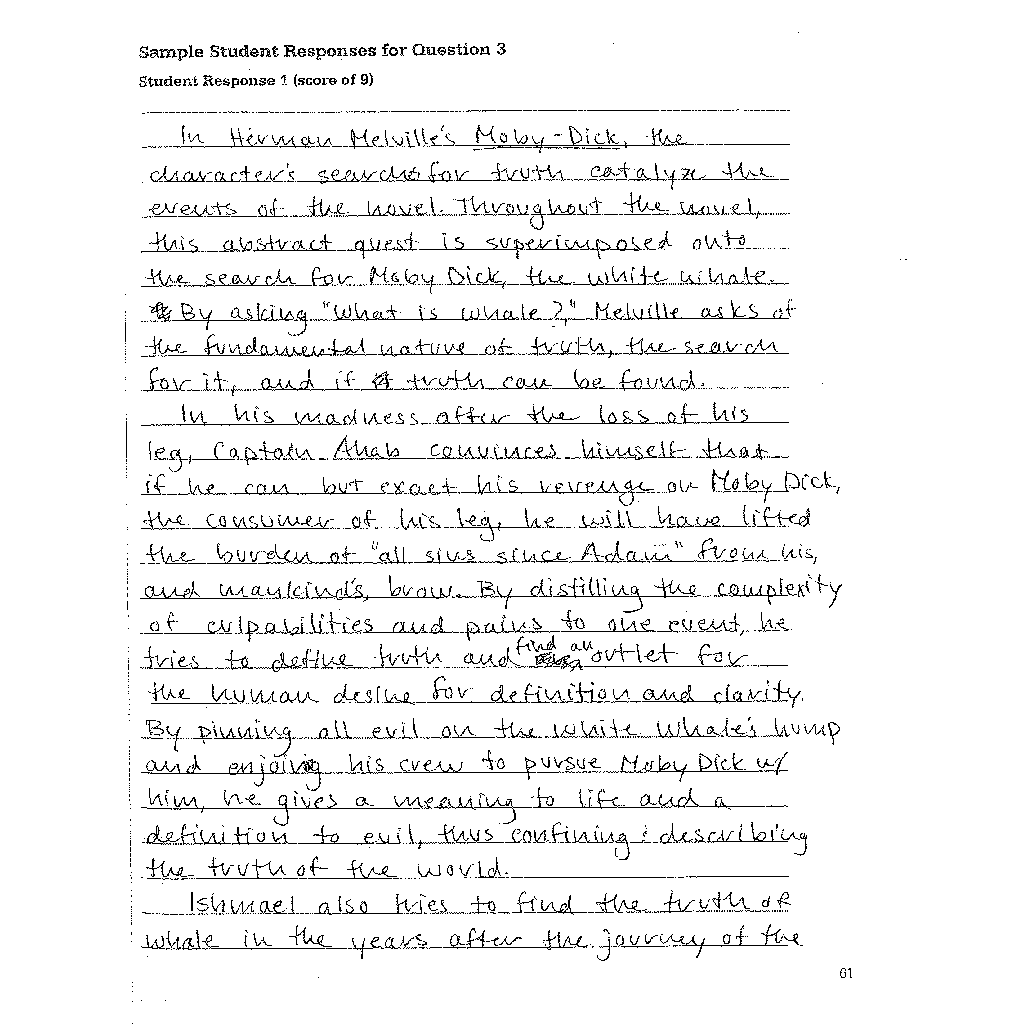 Sample Student Responses for Question 3
Student Response 1 (score of 9)
In Herman Melville's Moby-Dick, the
character's search for truth catalyze the
events of the novel. Throughout the novel,
this abstract quest is superimposed onto
the search for Moby Dick, the white whale.
By asking "What is whale?," Melville asks of
the fundamental nature of truth, the search
for it, and if truth can be found.
In his madness after the loss of his
leg, Captain Ahab convinces himself that
if he can but exact his revenge on Moby Dick,
the consumer of his leg, he will have lifted
the burden of "all sins since Adam" from his,
and mankind's, brow. By distilling the complexity
of culpabilities and pains to one event, he
tries to define truth and find an outlet for
the human desire for definition and clarity.
By pinning all evil on the white whale's hump
and enjoing his crew to pursue Moby Dick w/
him, he gives a meaning to life and a
definition to evil, thus confining & describing
the truth of the world.
Ishmael also tries to find the truth of
whale in the years after the journey of the
61